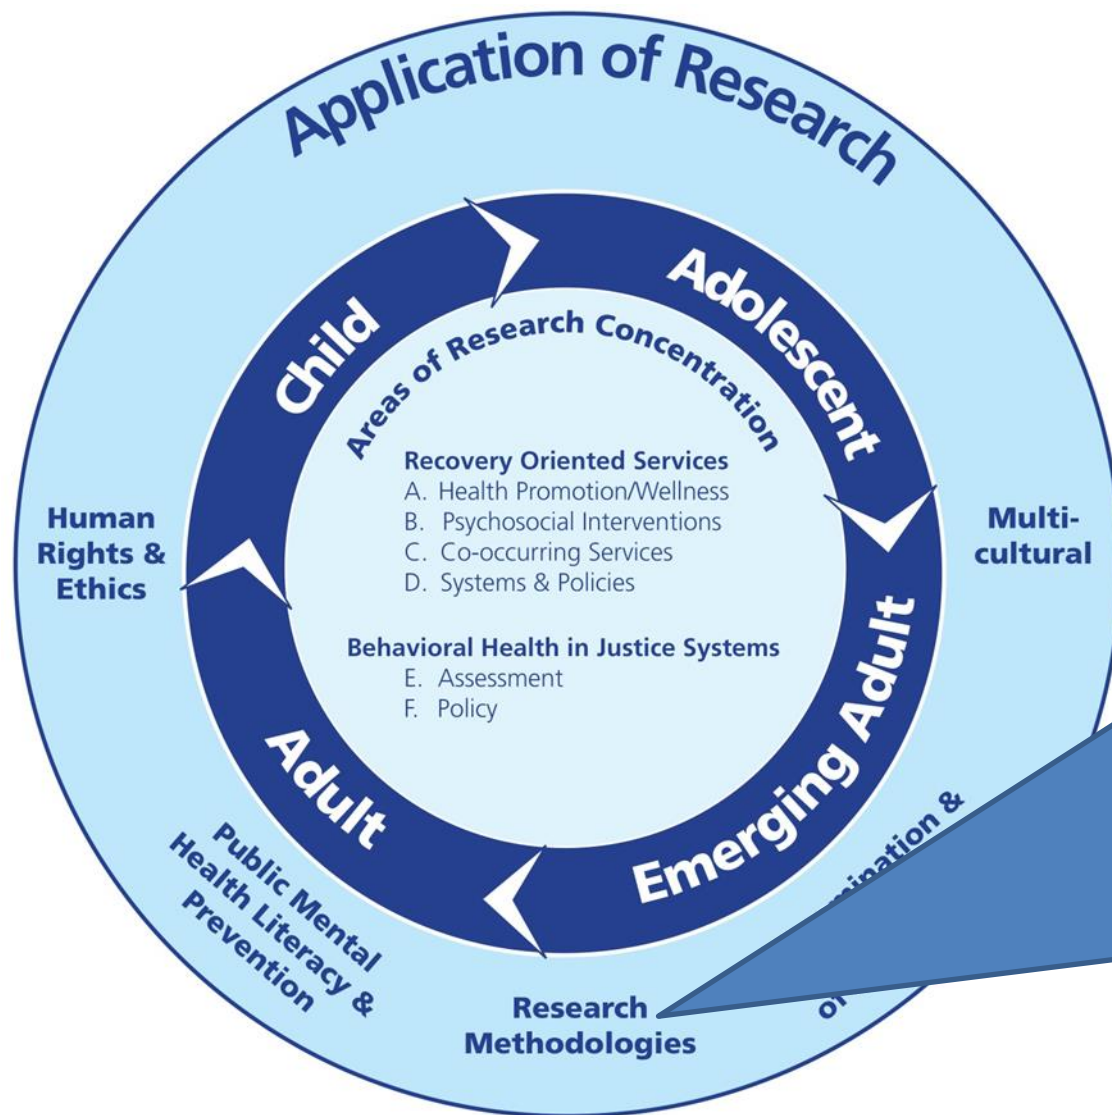 Application of Research
Child
Adolescent
Emerging Adult
Adult
Areas of Research Concentration
Recovery Oriented Services
A. Health Promotion/Wellness
B. Psychosocial Interventions
C. Co-occurring Services
D. Systems & Policies
Behavioral Health in Justice Systems
E. Assessment
F. Policy
Human
Rights &
Ethics
Multi-
cultural
&
Research
Methodologies
Public Mental
Health Literacy &
Prevention